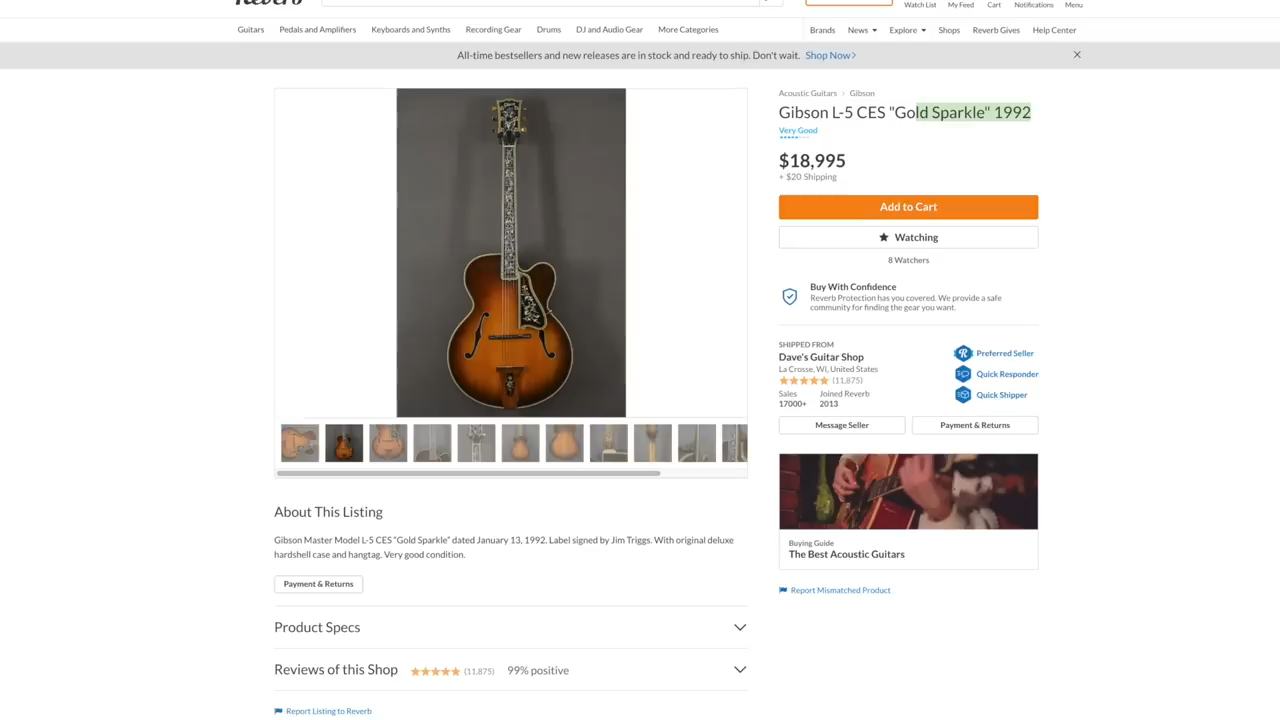 Reverb
Watch List
My Feed
Cart
Notifications
Menu
Guitars
Pedals and Amplifiers
Keyboards and Synths
Recording Gear
Drums
DJ and Audio Gear
More Categories
Brands
News
Explore
Shops
Reverb Gives
Help Center
All-time bestsellers and new releases are in stock and ready to ship. Don't wait. Shop Now
Acoustic Guitars > Gibson
Gibson L-5 CES "Gold Sparkle" 1992
Very Good
$18,995
+ $20 Shipping
Add to Cart
Watching
8 Watchers
Buy With Confidence
Reverb Protection has you covered. We provide a safe
community for finding the gear you want.
SHIPPED FROM
Dave's Guitar Shop
La Crosse, WI, United States
(11,875)
Sales
17000+
Joined Reverb
2013
Preferred Seller
Quick Responder
Quick Shipper
Message Seller
Payment & Returns
Buying Guide
The Best Acoustic Guitars
Report Mismatched Product
About This Listing
Gibson Master Model L-5 CES "Gold Sparkle" dated January 13, 1992. Label signed by Jim Triggs. With original deluxe
hardshell case and hangtag. Very good condition.
Payment & Returns
Product Specs
Reviews of this Shop
(11,875)
99% positive
Report Listing to Reverb